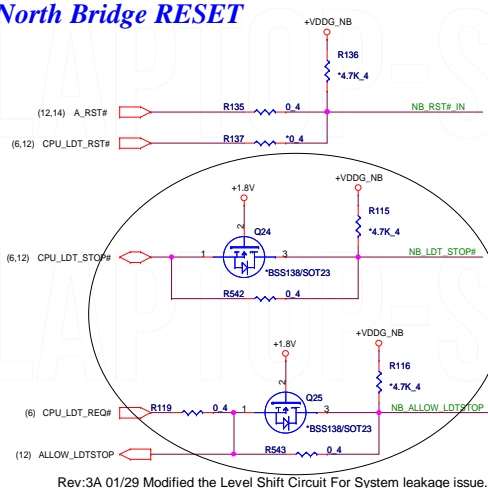 North Bridge RESET
+VDDG_NB
R136
*4.7K_4
(12,14) A_RST# R135 0_4 NB_RST#_IN
(6,12) CPU_LDT_RST# R137 *0_4
+VDDG_NB
+1.8V
R115
*4.7K_4
2
Q24
(6,12) CPU_LDT_STOP# 1 3 NB_LDT_STOP#
*BSS138/SOT23
R542 0_4
+VDDG_NB
+1.8V
R116
*4.7K_4
2
Q25
(6) CPU_LDT_REQ# R119 0_4 1 3 NB_ALLOW_LDTSTOP
*BSS138/SOT23
(12) ALLOW_LDTSTOP R543 0_4
Rev:3A 01/29 Modified the Level Shift Circuit For System leakage issue.